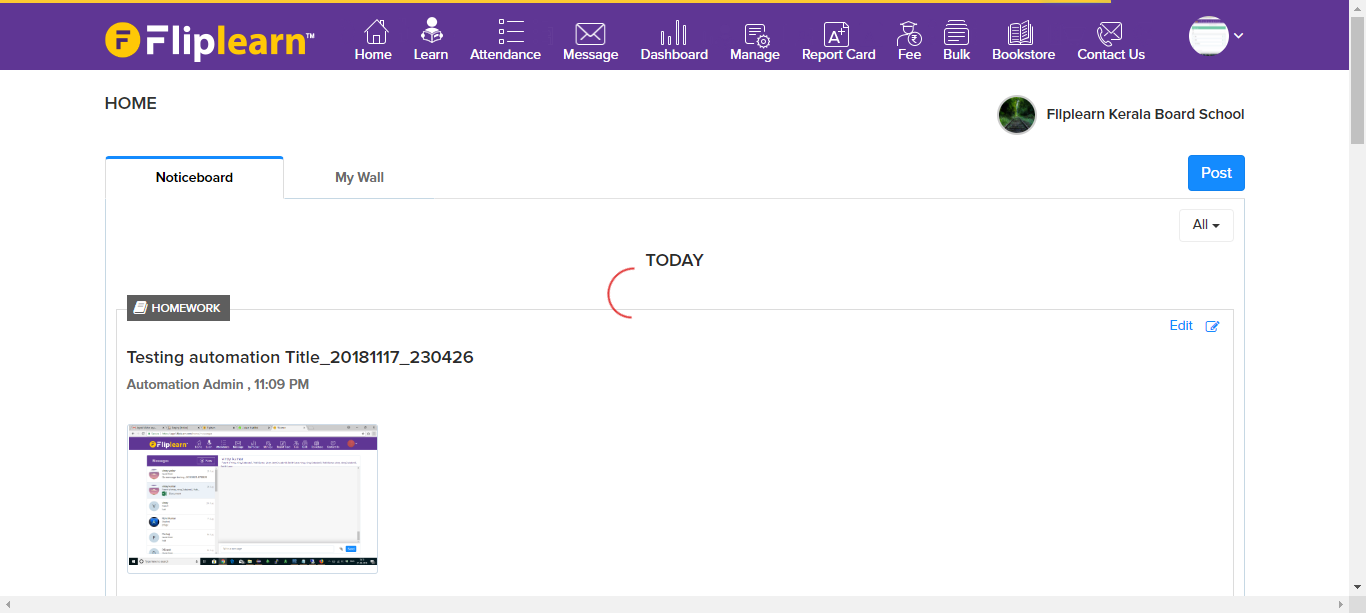 Fliplearn™
Home Learn Attendance Message Dashboard Manage Report Card Fee Bulk Bookstore Contact Us
HOME
Fliplearn Kerala Board School
Noticeboard My Wall
Post
All
TODAY
HOMEWORK
Edit
Testing automation Title_20181117_230426
Automation Admin , 11:09 PM
Fliplearn